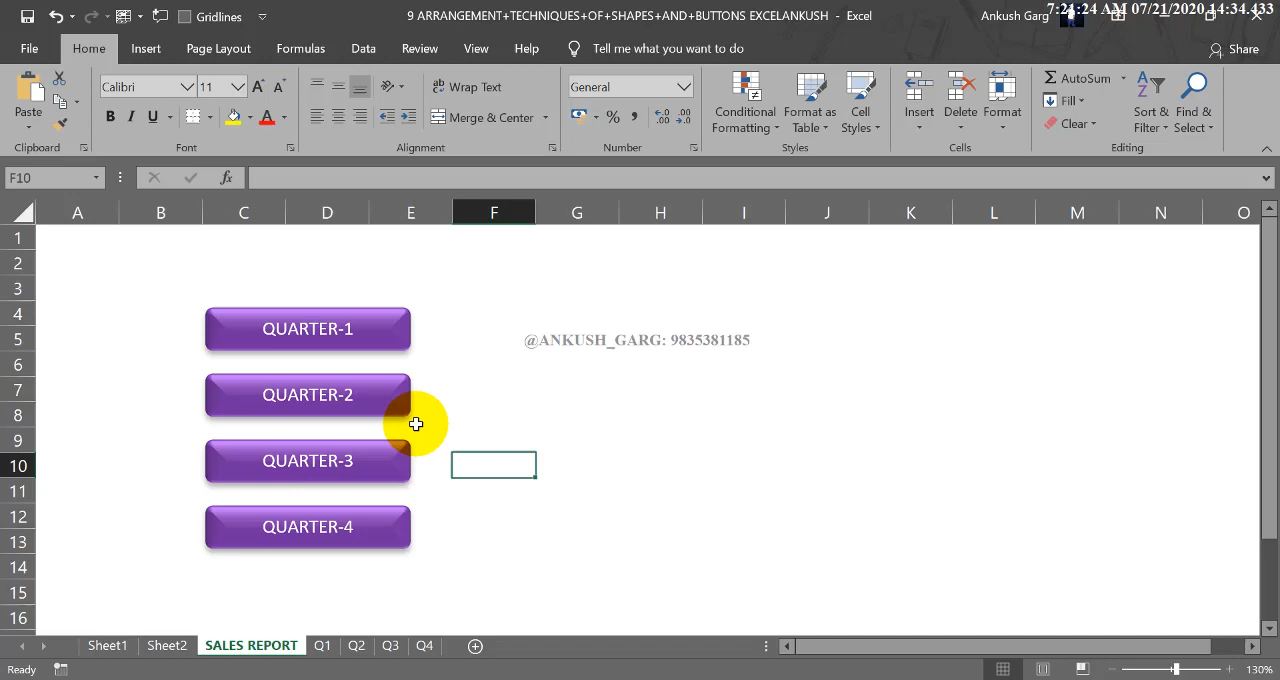 Gridlines
9 ARRANGEMENT+TECHNIQUES+OF+SHAPES+AND+BUTTONS EXCELANKUSH - Excel
Ankush Garg
7:21:24 AM 07/21/2020 14:34.433
File Home Insert Page Layout Formulas Data Review View Help Tell me what you want to do
Share
Paste
Clipboard
Calibri 11
B I U A
Font
Wrap Text
Merge & Center
Alignment
General
Number
Conditional Formatting
Format as Table
Cell Styles
Styles
Insert Delete Format
Cells
AutoSum
Fill
Clear
Sort & Filter
Find & Select
Editing
F10
fx
A B C D E F G H I J K L M N O
1
2
3
4
5
6
7
8
9
10
11
12
13
14
15
16
QUARTER-1
@ANKUSH_GARG: 9835381185
QUARTER-2
QUARTER-3
QUARTER-4
Sheet1 Sheet2 SALES REPORT Q1 Q2 Q3 Q4
Ready
130%